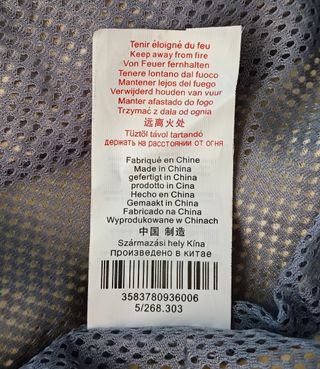 Tenir éloigné du feu
Keep away from fire
Von Feuer fernhalten
Tenere lontano dal fuoco
Mantener lejos del fuego
Verwijderd houden van vuur
Manter afastado do fogo
Trzymać z dala od ognia
远离火处
Tüztől távol tartandó
держать на расстоянии от огня
Fabriqué en Chine
Made in China
gefertigt in China
prodotto in Cina
Hecho en China
Gemaakt in China
Fabricado na China
Wyprodukowane w Chinach
中国 制造
Származási hely Kína
произведено в китае
3583780936006
5/268.303